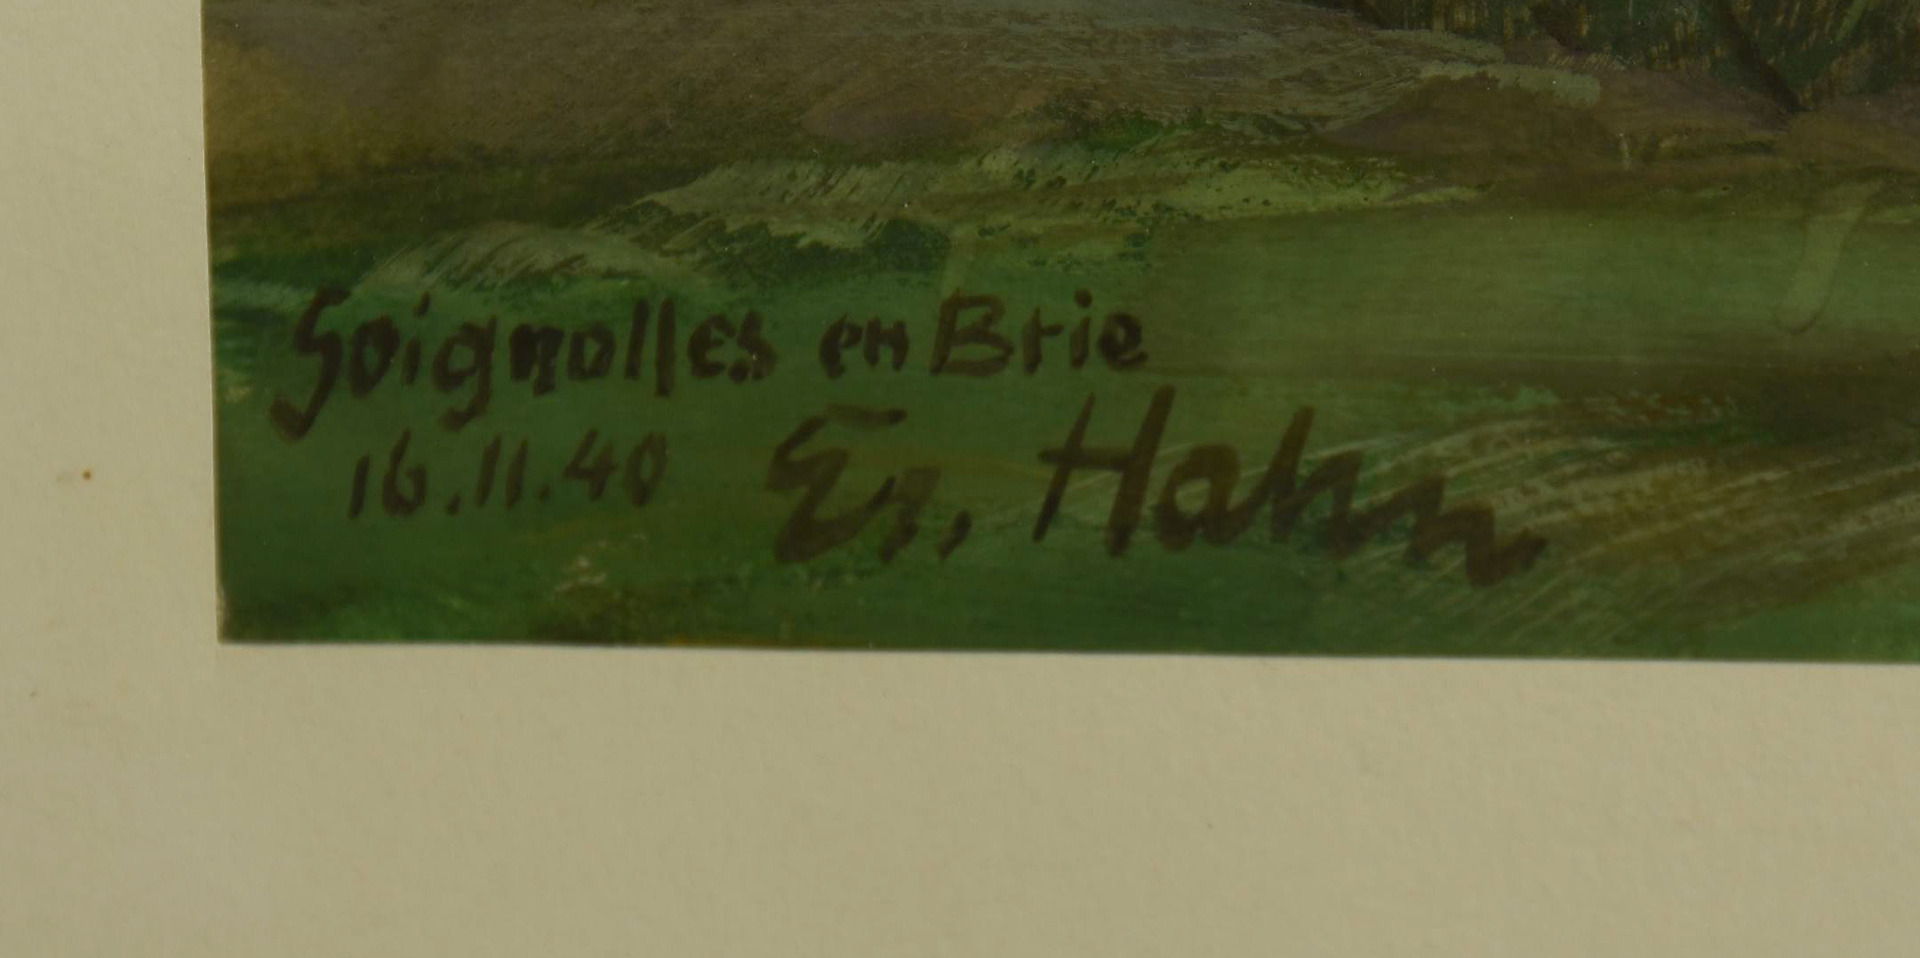 Soignolles en Brie
16.11.40 Er. Hahn